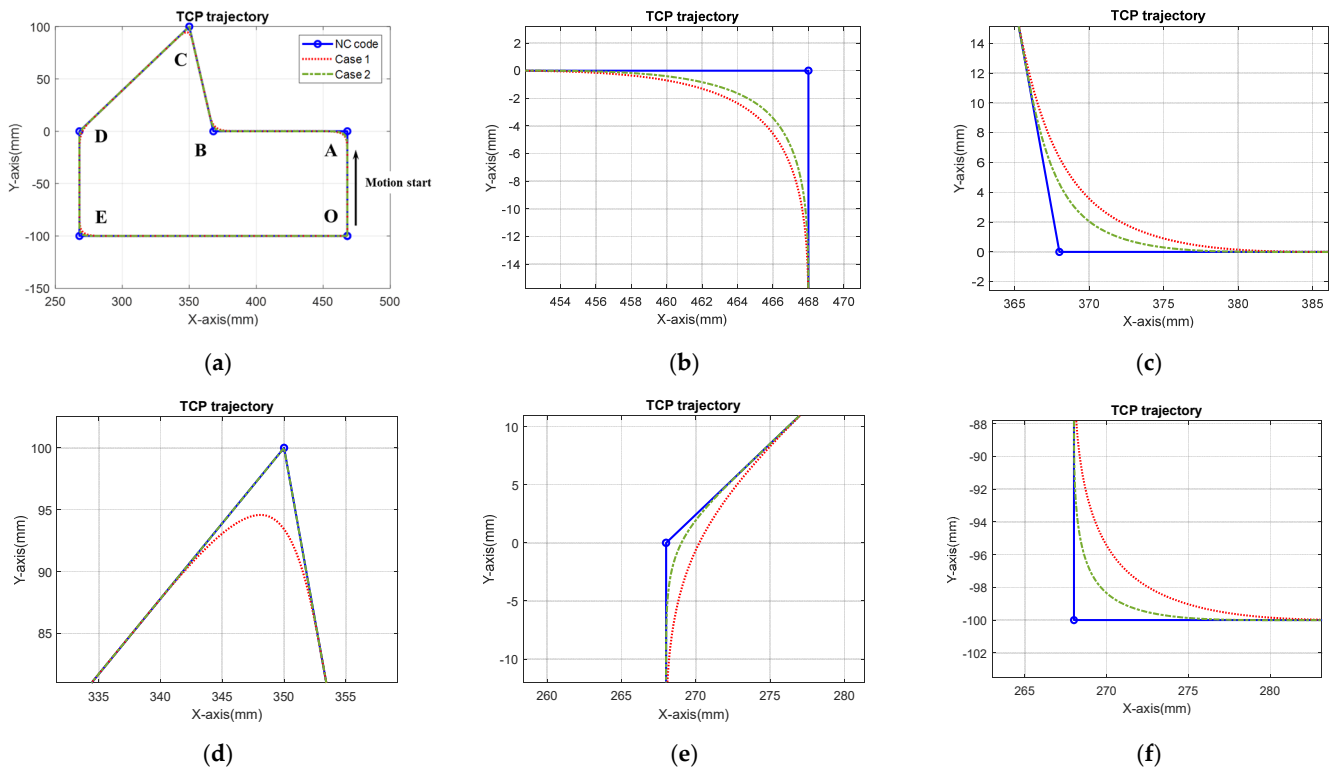 TCP trajectory
100
50
0
-50
-100
-150
Y-axis(mm)
250
300
350
400
450
500
X-axis(mm)
NC code
Case 1
Case 2
C
D
B
A
Motion start
E
O
(a)
TCP trajectory
2
0
-2
-4
-6
-8
-10
-12
-14
Y-axis(mm)
454
456
458
460
462
464
466
468
470
X-axis(mm)
(b)
TCP trajectory
14
12
10
8
6
4
2
0
-2
Y-axis(mm)
365
370
375
380
385
X-axis(mm)
(c)
TCP trajectory
100
95
90
85
Y-axis(mm)
335
340
345
350
355
X-axis(mm)
(d)
TCP trajectory
10
5
0
-5
-10
Y-axis(mm)
260
265
270
275
280
X-axis(mm)
(e)
TCP trajectory
-88
-90
-92
-94
-96
-98
-100
-102
Y-axis(mm)
265
270
275
280
X-axis(mm)
(f)